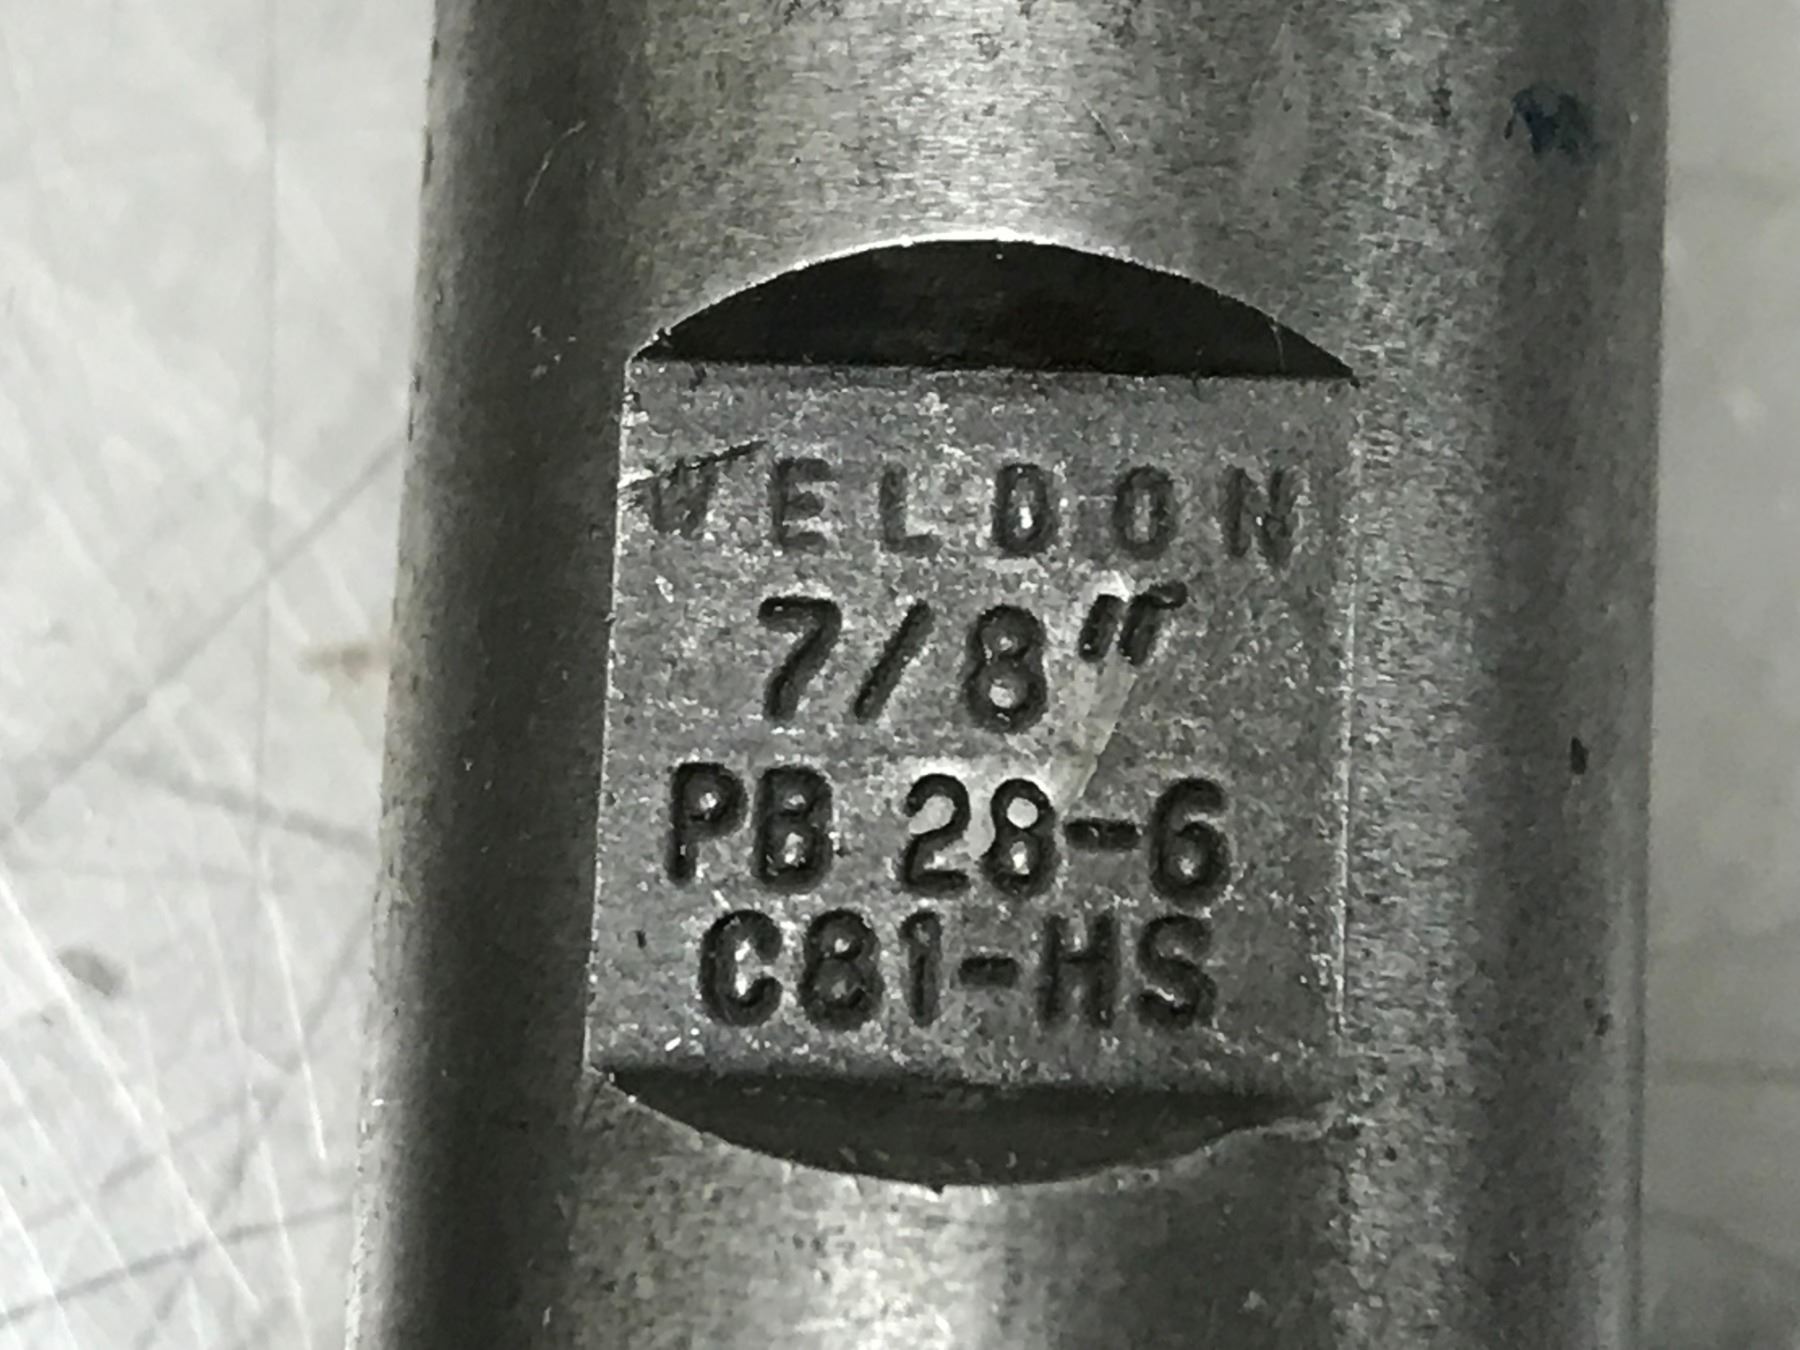 WELDON
7/8"
PB 28-6
C81-HS